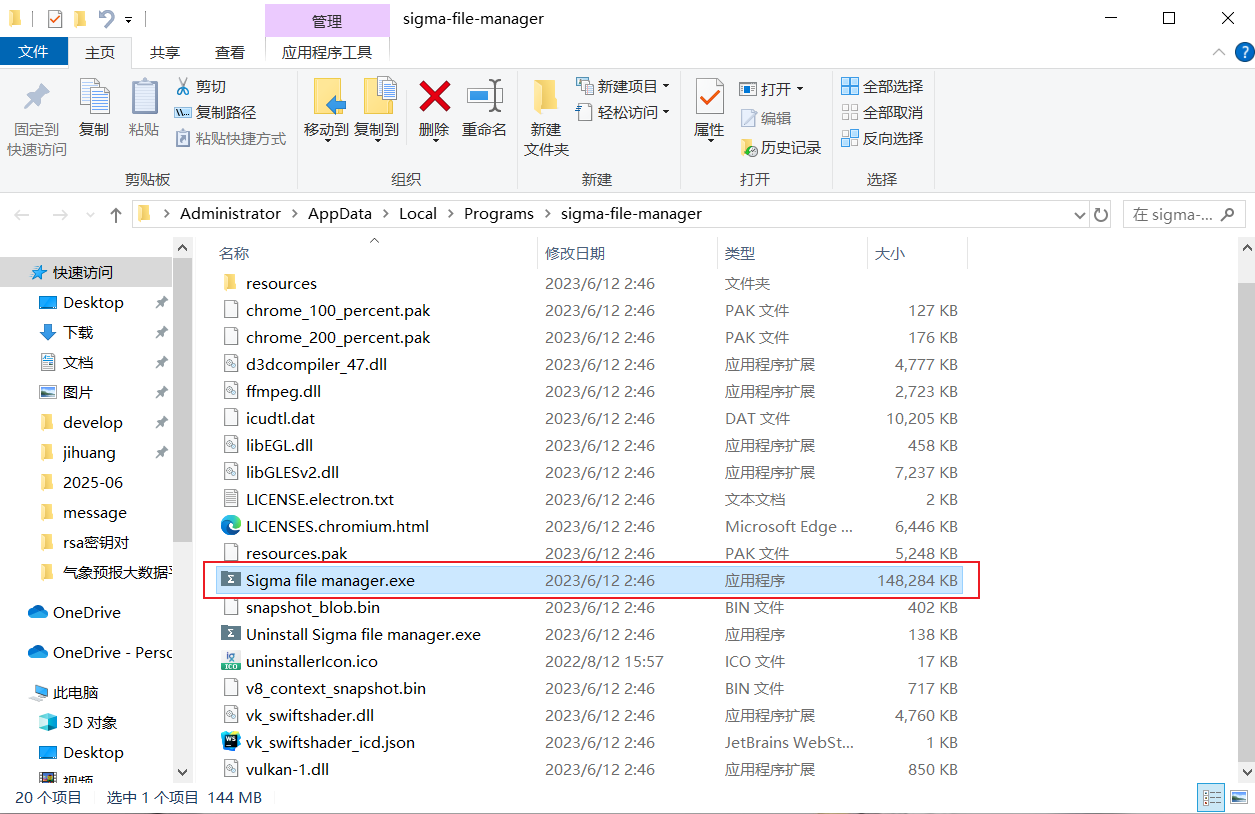 管理
sigma-file-manager
文件
主页
共享
查看
应用程序工具
固定到
快速访问
复制
粘贴
剪切
复制路径
粘贴快捷方式
剪贴板
移动到
复制到
删除
重命名
组织
新建
文件夹
新建项目
轻松访问
新建
属性
打开
编辑
历史记录
打开
全部选择
全部取消
反向选择
选择
Administrator > AppData > Local > Programs > sigma-file-manager
在 sigma-...
快速访问
Desktop
下载
文档
图片
develop
jihuang
2025-06
message
rsa密钥对
气象预报大数据平
OneDrive
OneDrive - Perso
此电脑
3D 对象
Desktop
视频
名称 修改日期 类型 大小
resources 2023/6/12 2:46 文件夹
chrome_100_percent.pak 2023/6/12 2:46 PAK 文件 127 KB
chrome_200_percent.pak 2023/6/12 2:46 PAK 文件 176 KB
d3dcompiler_47.dll 2023/6/12 2:46 应用程序扩展 4,777 KB
ffmpeg.dll 2023/6/12 2:46 应用程序扩展 2,723 KB
icudtl.dat 2023/6/12 2:46 DAT 文件 10,205 KB
libEGL.dll 2023/6/12 2:46 应用程序扩展 458 KB
libGLESv2.dll 2023/6/12 2:46 应用程序扩展 7,237 KB
LICENSE.electron.txt 2023/6/12 2:46 文本文档 2 KB
LICENSES.chromium.html 2023/6/12 2:46 Microsoft Edge ... 6,446 KB
resources.pak 2023/6/12 2:46 PAK 文件 5,248 KB
Sigma file manager.exe 2023/6/12 2:46 应用程序 148,284 KB
snapshot_blob.bin 2023/6/12 2:46 BIN 文件 402 KB
Uninstall Sigma file manager.exe 2023/6/12 2:46 应用程序 138 KB
uninstallerIcon.ico 2022/8/12 15:57 ICO 文件 17 KB
v8_context_snapshot.bin 2023/6/12 2:46 BIN 文件 717 KB
vk_swiftshader.dll 2023/6/12 2:46 应用程序扩展 4,760 KB
vk_swiftshader_icd.json 2023/6/12 2:46 JetBrains WebSt... 1 KB
vulkan-1.dll 2023/6/12 2:46 应用程序扩展 850 KB
20 个项目 选中 1 个项目 144 MB